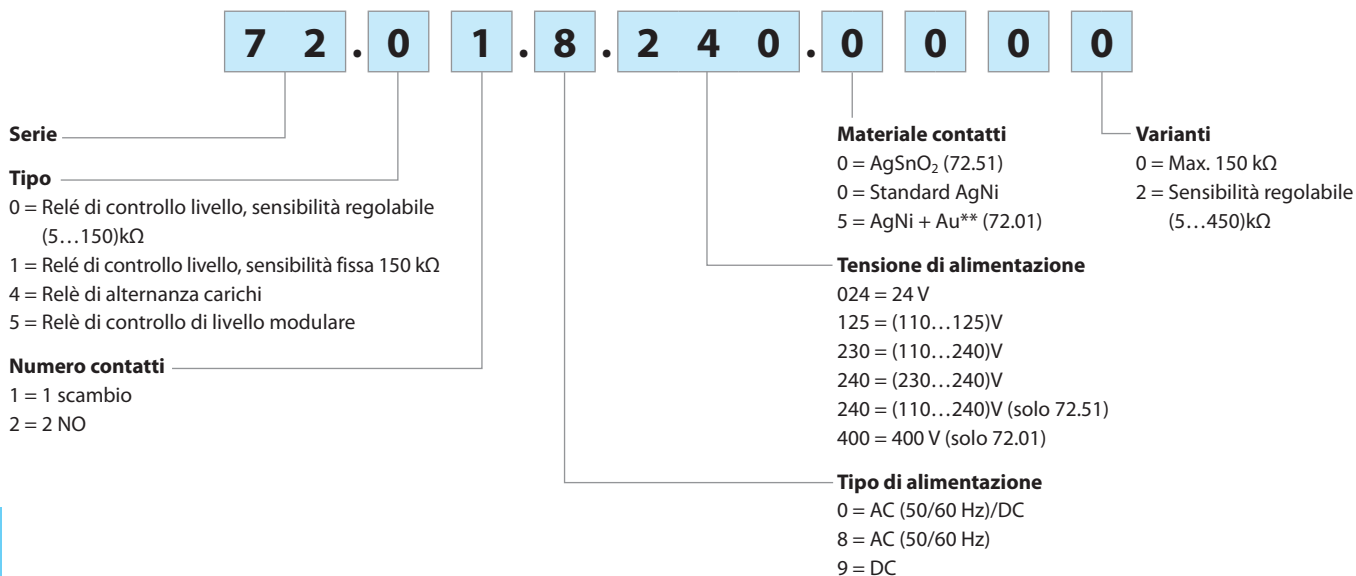 7 2 . 0 1 . 8 . 2 4 0 . 0 0 0 0
Serie
Tipo
0 = Relé di controllo livello, sensibilità regolabile
(5…150)kΩ
1 = Relé di controllo livello, sensibilità fissa 150 kΩ
4 = Relè di alternanza carichi
5 = Relè di controllo di livello modulare
Numero contatti
1 = 1 scambio
2 = 2 NO
Materiale contatti
0 = AgSnO₂ (72.51)
0 = Standard AgNi
5 = AgNi + Au** (72.01)
Tensione di alimentazione
024 = 24 V
125 = (110…125)V
230 = (110…240)V
240 = (230…240)V
240 = (110…240)V (solo 72.51)
400 = 400 V (solo 72.01)
Tipo di alimentazione
0 = AC (50/60 Hz)/DC
8 = AC (50/60 Hz)
9 = DC
Varianti
0 = Max. 150 kΩ
2 = Sensibilità regolabile
(5…450)kΩ